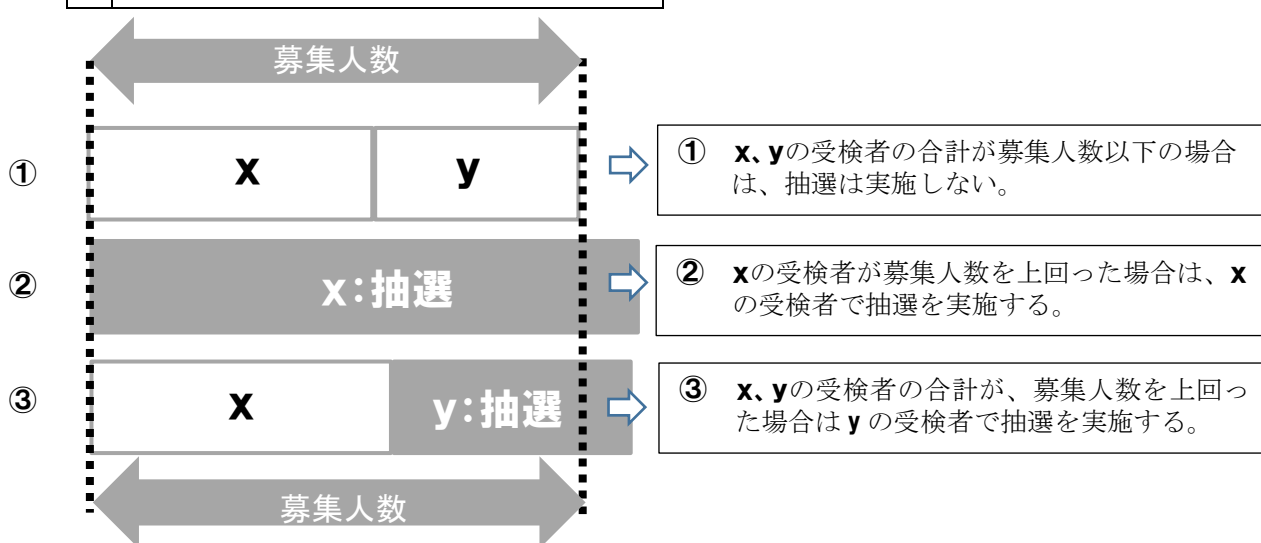 募集人数
①
x
y
① x、yの受検者の合計が募集人数以下の場合
は、抽選は実施しない。
②
x:抽選
② xの受検者が募集人数を上回った場合は、x
の受検者で抽選を実施する。
③
x
y:抽選
③ x、yの受検者の合計が、募集人数を上回っ
た場合は y の受検者で抽選を実施する。
募集人数